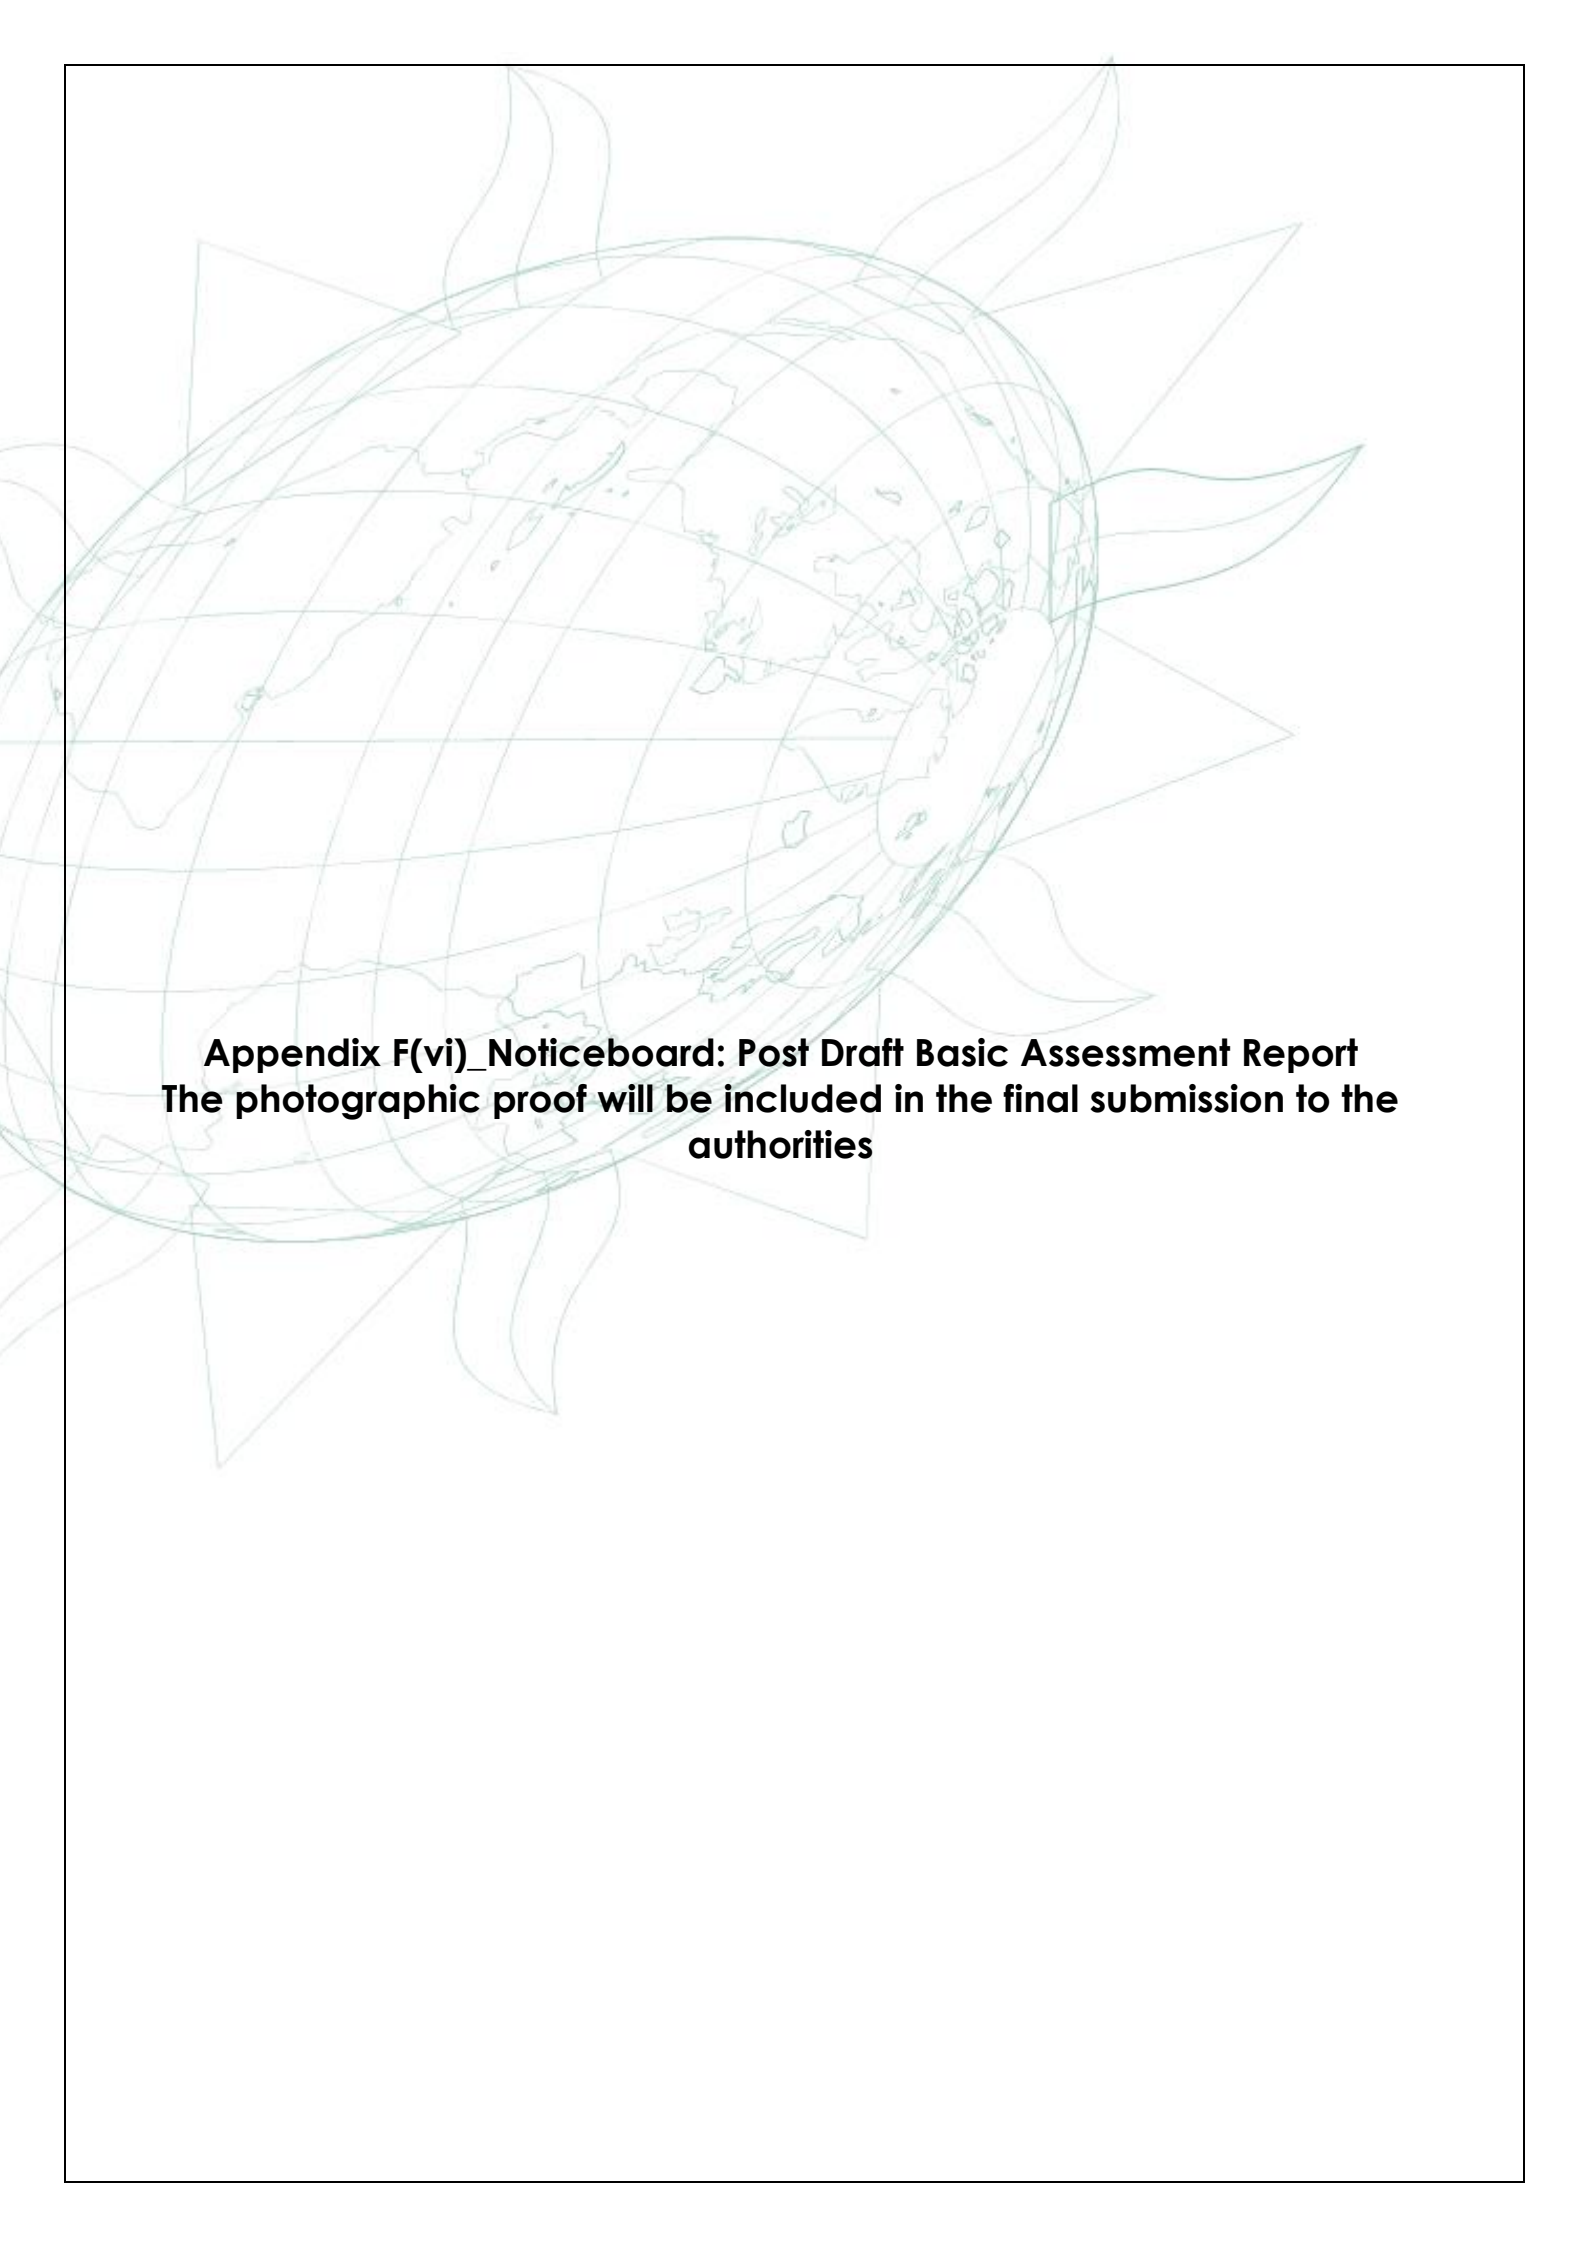 Appendix F(vi)_Noticeboard: Post Draft Basic Assessment Report
The photographic proof will be included in the final submission to the
authorities